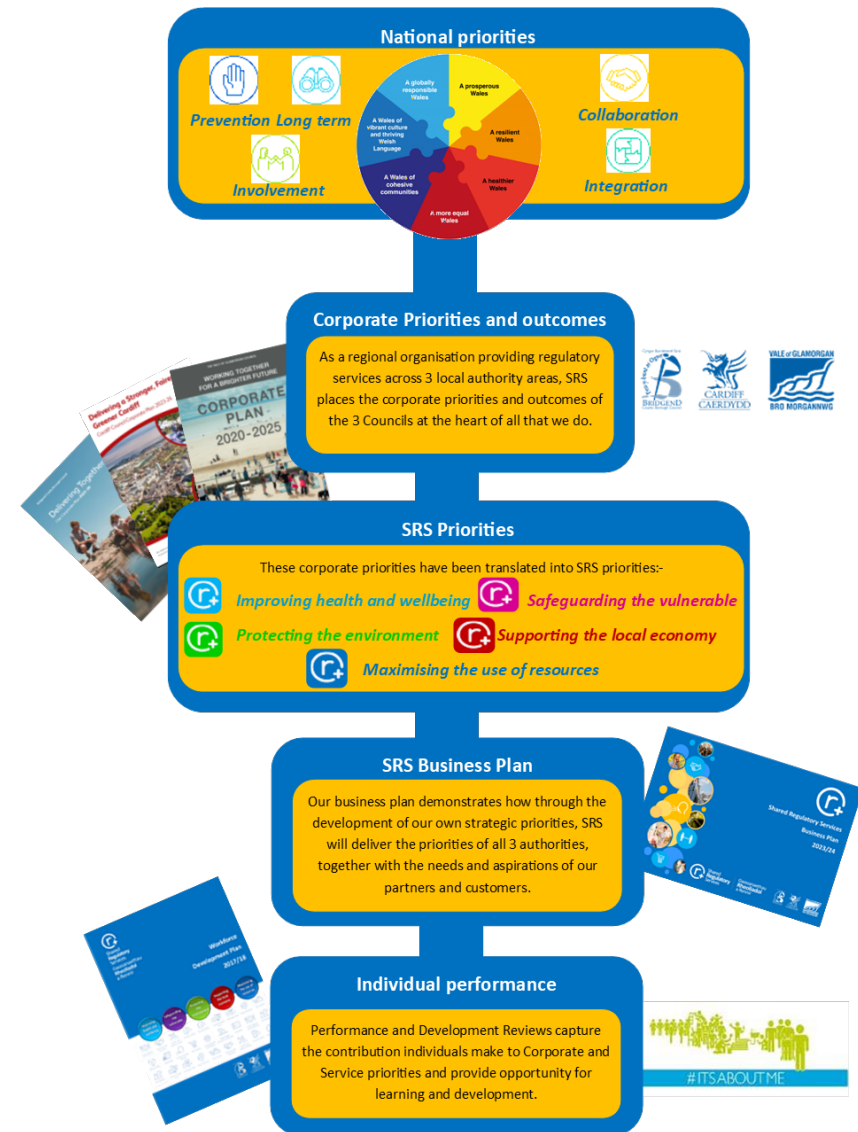 National priorities
Prevention
Long term
Involvement
Collaboration
Integration
A globally
responsible
Wales
A prosperous
Wales
A resilient
Wales
A healthier
Wales
A more equal
Wales
A Wales of
cohesive
communities
A Wales of
vibrant culture
and thriving
Welsh
Language
Corporate Priorities and outcomes
As a regional organisation providing regulatory
services across 3 local authority areas, SRS
places the corporate priorities and outcomes of
the 3 Councils at the heart of all that we do.
Delivering Together
Delivering a Stronger, Fairer
Greener Cardiff
WORKING TOGETHER
FOR A BRIGHTER FUTURE
CORPORATE
PLAN
2020-2025
BRIDGEND
CARDIFF
CAERDYDD
VALE of GLAMORGAN
BRO MORGANNWG
SRS Priorities
These corporate priorities have been translated into SRS priorities:-
Improving health and wellbeing
Safeguarding the vulnerable
Protecting the environment
Supporting the local economy
Maximising the use of resources
SRS Business Plan
Our business plan demonstrates how through the
development of our own strategic priorities, SRS
will deliver the priorities of all 3 authorities,
together with the needs and aspirations of our
partners and customers.
Shared Regulatory Services
Business Plan
2023/24
Shared
Regulatory
Services
Workforce
Development Plan
2017/18
Shared
Regulatory
Services
Individual performance
Performance and Development Reviews capture
the contribution individuals make to Corporate and
Service priorities and provide opportunity for
learning and development.
#ITSABOUTME